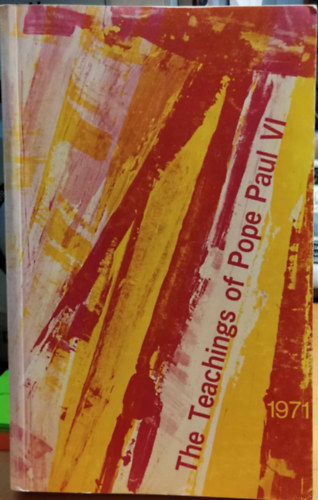 The Teachings of Pope Paul VI
1971